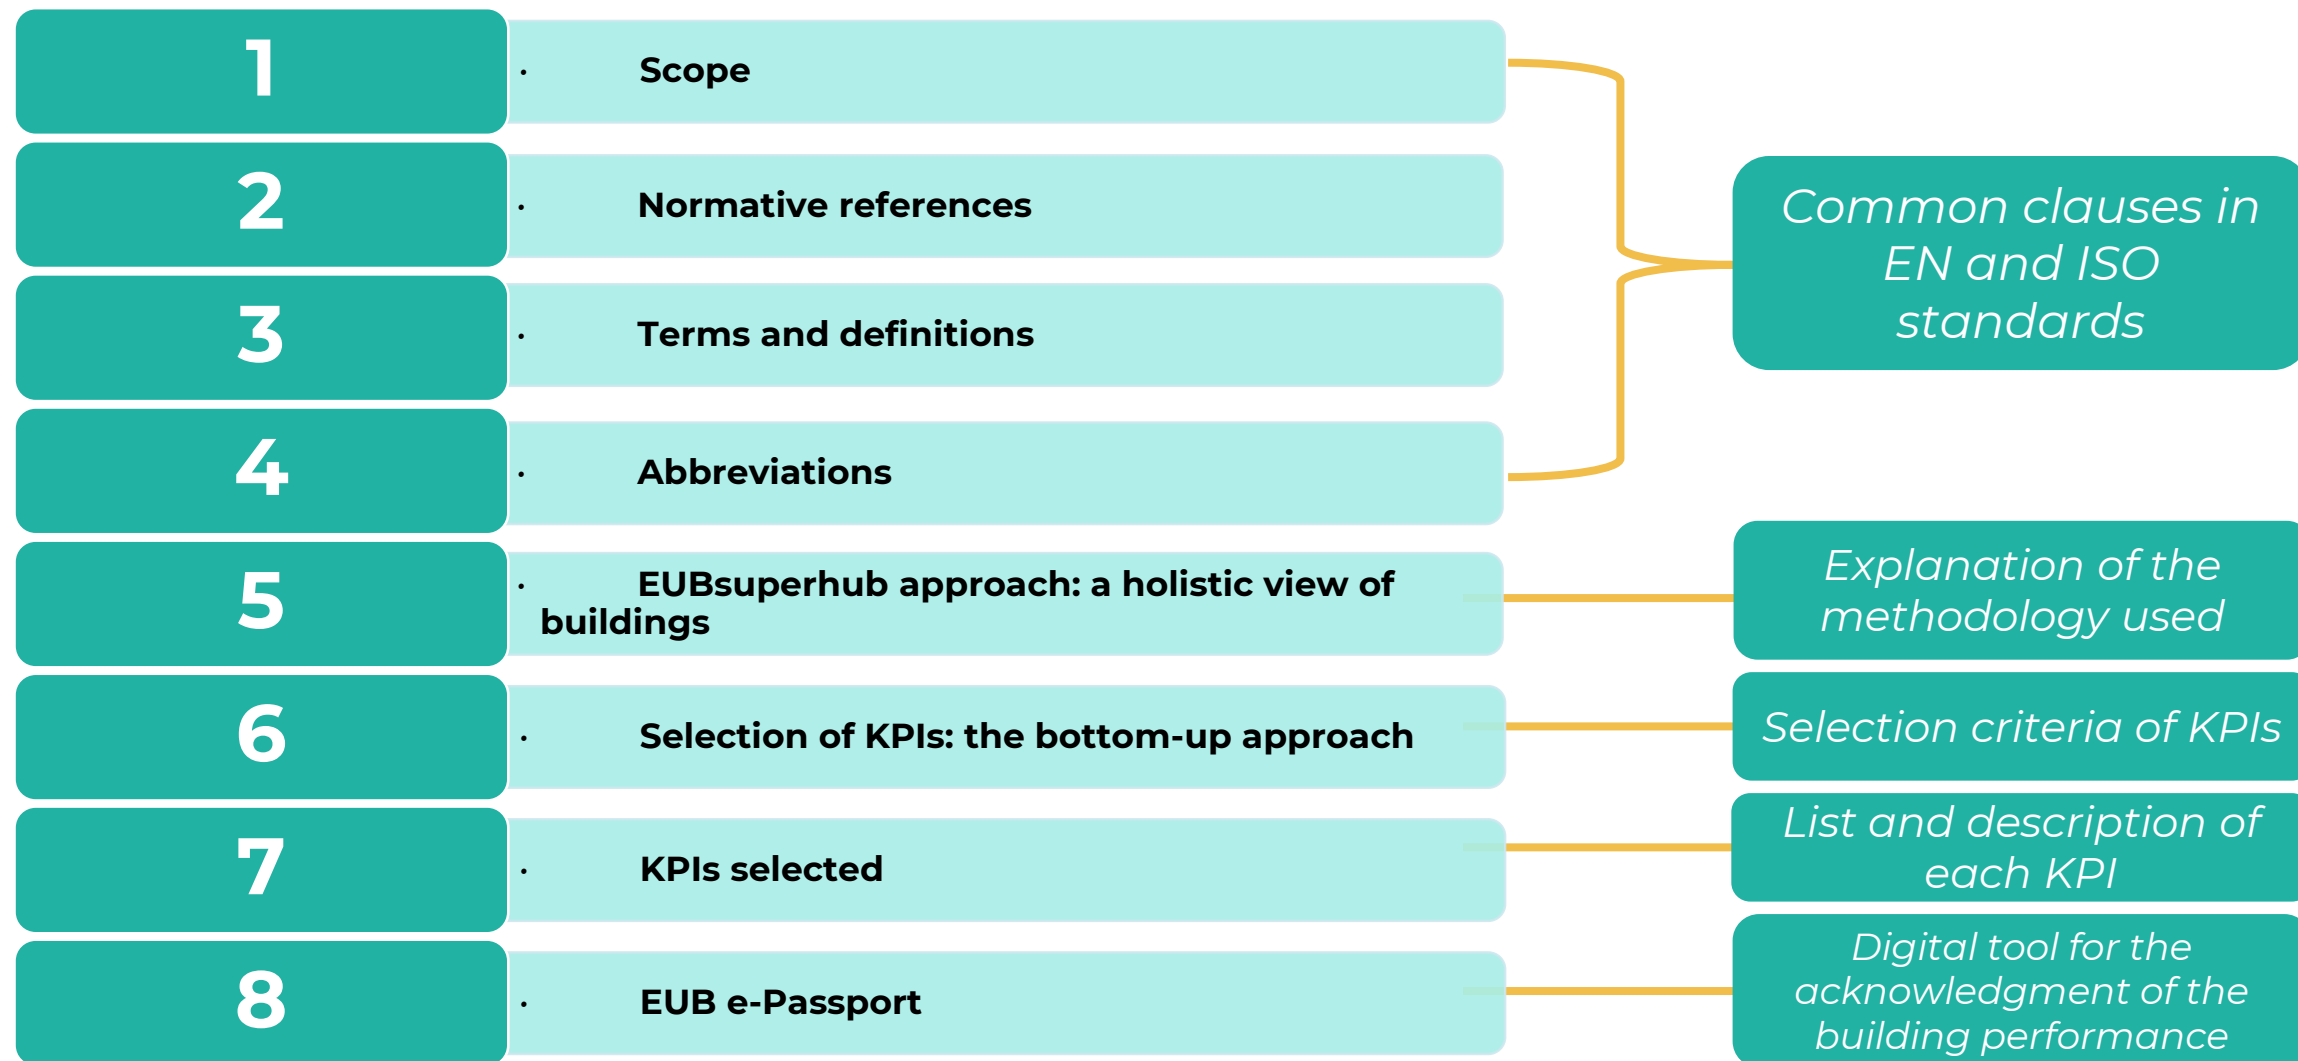 1
· Scope
2
· Normative references
3
· Terms and definitions
4
· Abbreviations
Common clauses in
EN and ISO
standards
5
· EUBsuperhub approach: a holistic view of
buildings
Explanation of the
methodology used
6
· Selection of KPIs: the bottom-up approach
Selection criteria of KPIs
7
· KPIs selected
List and description of
each KPI
8
· EUB e-Passport
Digital tool for the
acknowledgment of the
building performance